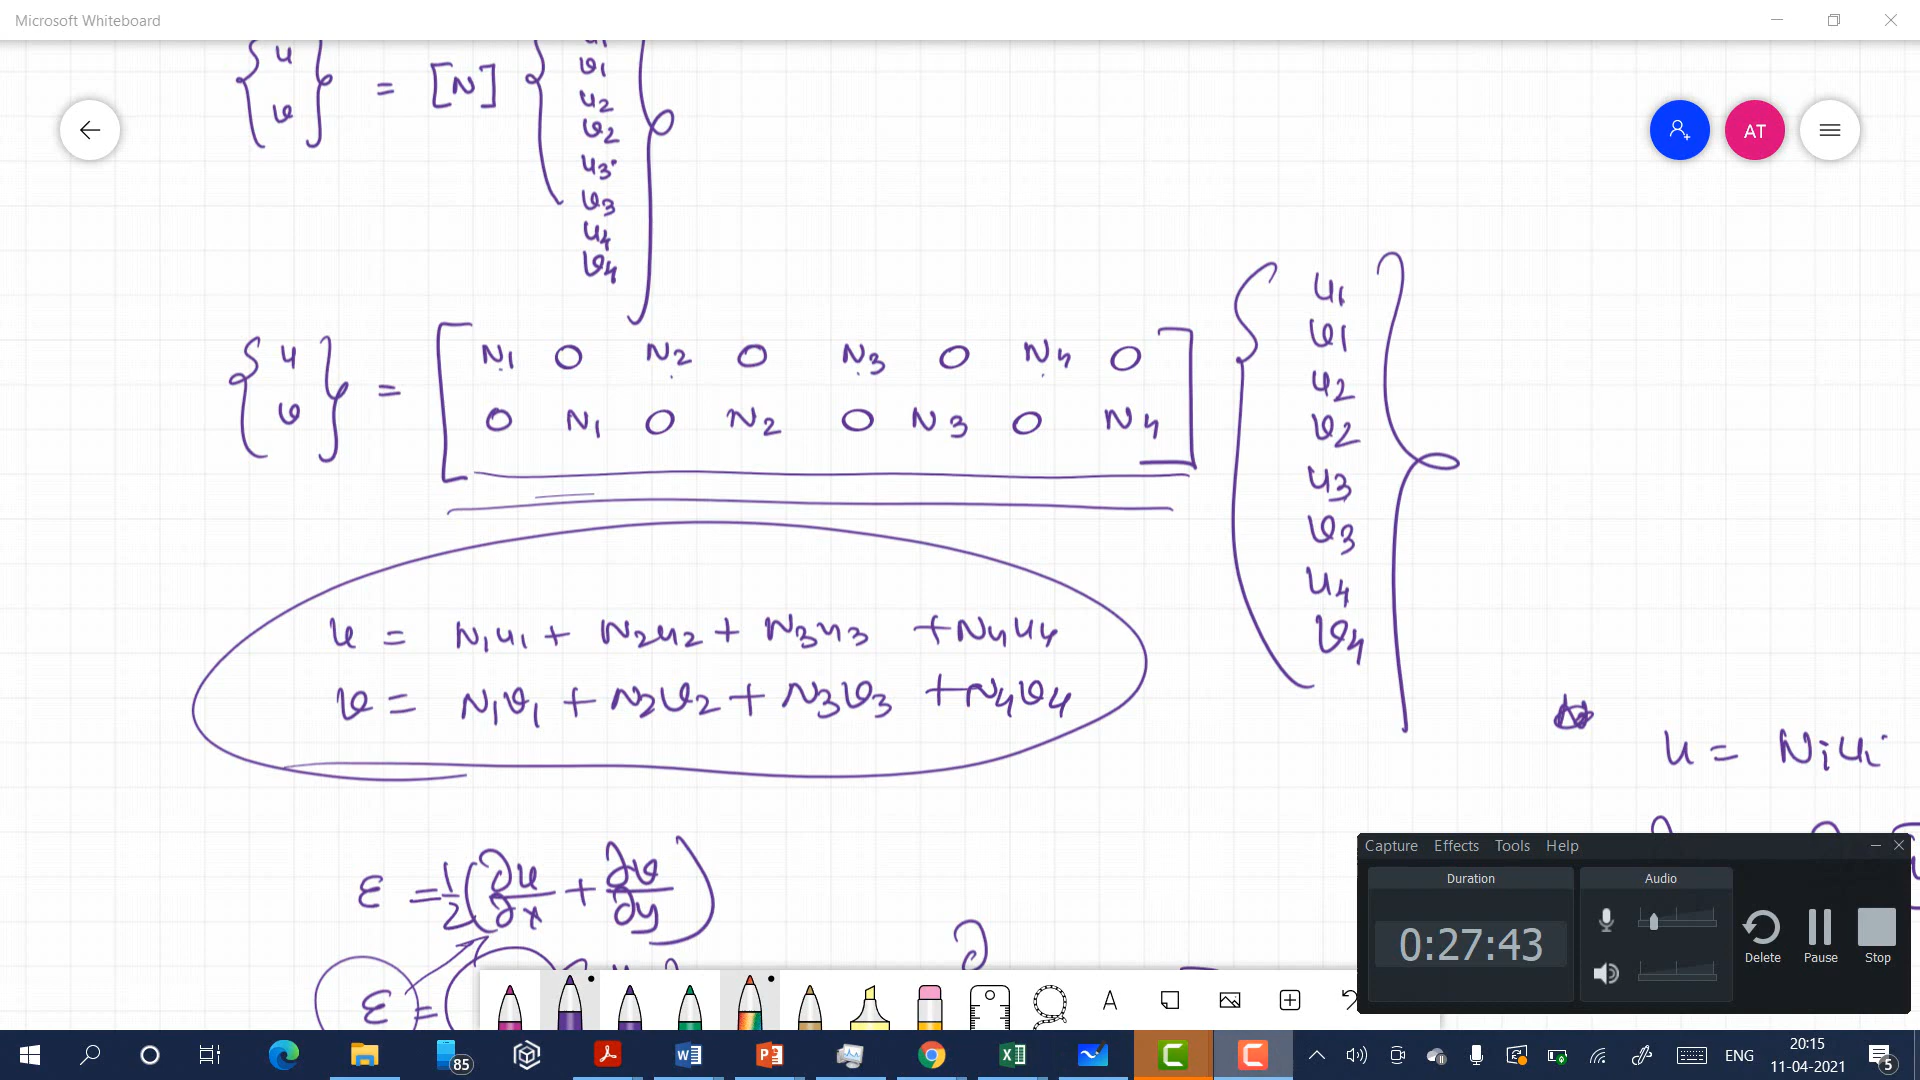 Microsoft Whiteboard
{u v} = [N] {u1 v1 u2 v2 u3 v3 u4 v4}
AT
{u v} = [N1 0 N2 0 N3 0 N4 0
0 N1 0 N2 0 N3 0 N4] {u1 v1 u2 v2 u3 v3 u4 v4}
u = N1u1 + N2u2 + N3u3 + N4u4
v = N1v1 + N2v2 + N3v3 + N4v4
u = Niui
ε = 1/2 (∂u/∂x + ∂v/∂y)
∂
ε =
Capture Effects Tools Help
Duration
Audio
0:27:43
Delete Pause Stop
85
ENG
20:15
11-04-2021
5